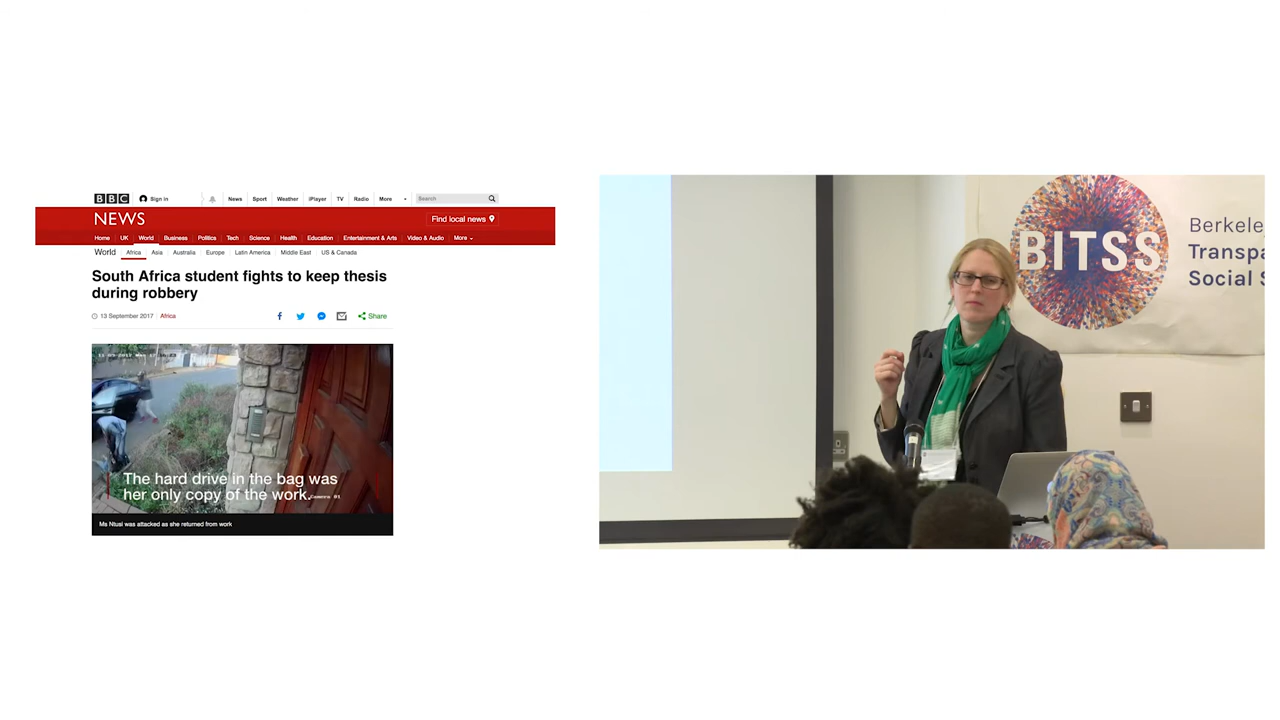 BBC
Sign in
News Sport Weather iPlayer TV Radio More
Search
NEWS
Find local news
Home UK World Business Politics Tech Science Health Education Entertainment & Arts Video & Audio More
World Africa Asia Australia Europe Latin America Middle East US & Canada
South Africa student fights to keep thesis
during robbery
13 September 2017 Africa
Share
The hard drive in the bag was
her only copy of the work.
Camera 01
Ms Ntusi was attacked as she returned from work
BITSS
Berkele
Transpa
Social S